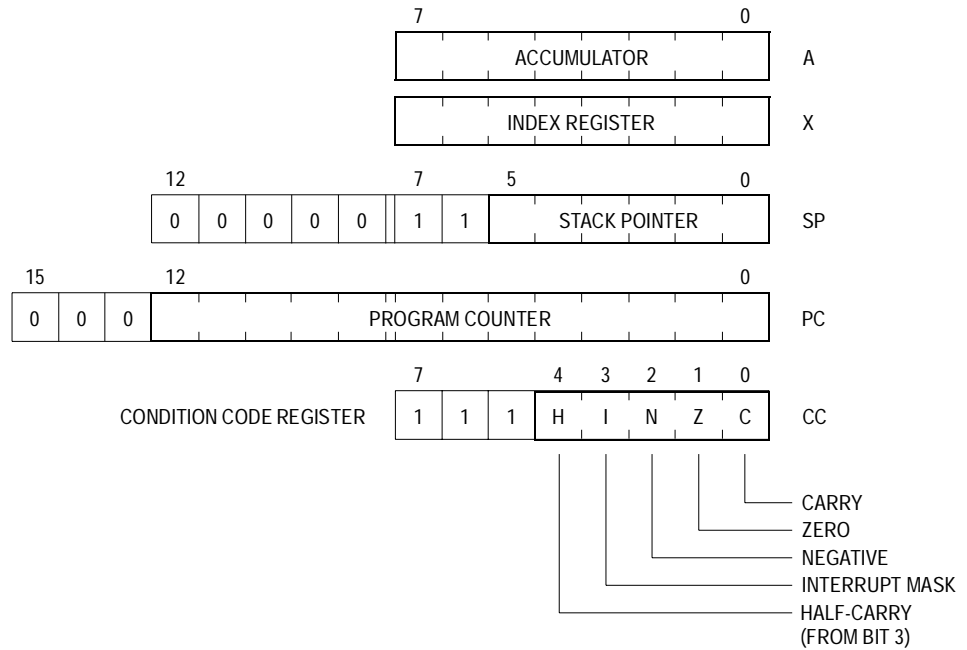 7 0
ACCUMULATOR A
INDEX REGISTER X
12 7 5 0
0 0 0 0 0 1 1 STACK POINTER SP
15 12 0
0 0 0 PROGRAM COUNTER PC
7 4 3 2 1 0
CONDITION CODE REGISTER 1 1 1 H I N Z C CC
CARRY
ZERO
NEGATIVE
INTERRUPT MASK
HALF-CARRY
(FROM BIT 3)